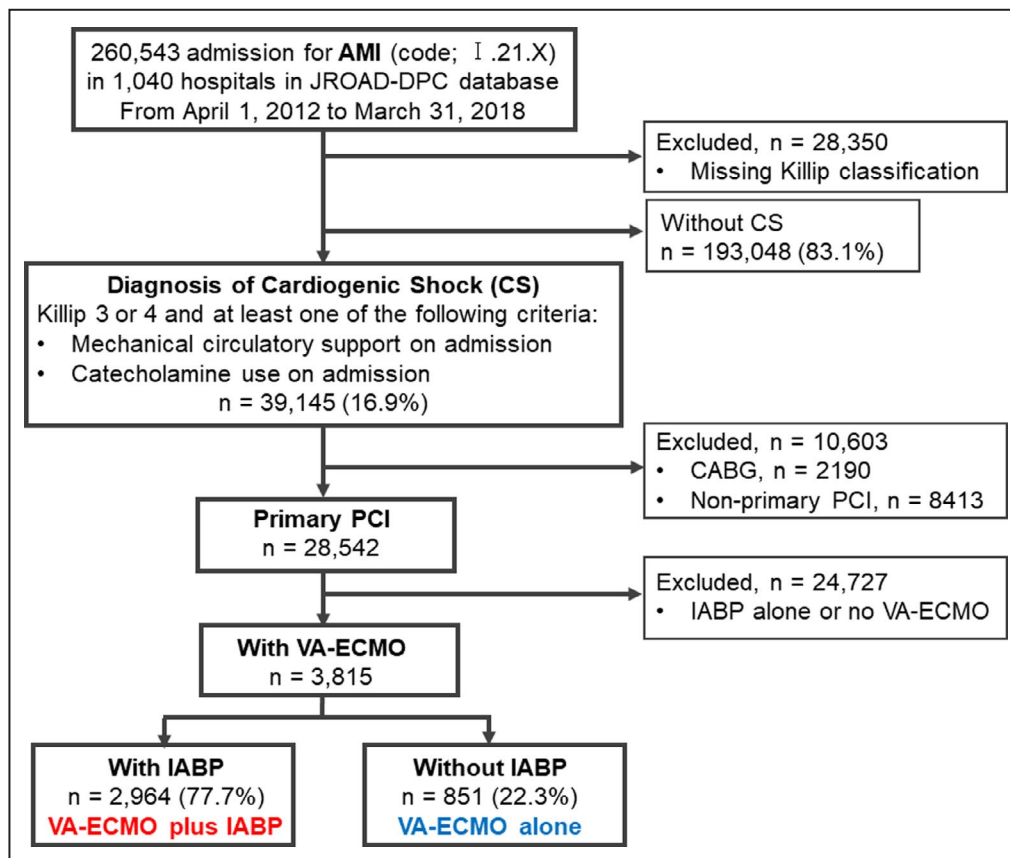 260,543 admission for AMI (code; Ⅰ.21.X)
in 1,040 hospitals in JROAD-DPC database
From April 1, 2012 to March 31, 2018
Excluded, n = 28,350
• Missing Killip classification
Without CS
n = 193,048 (83.1%)
Diagnosis of Cardiogenic Shock (CS)
Killip 3 or 4 and at least one of the following criteria:
• Mechanical circulatory support on admission
• Catecholamine use on admission
n = 39,145 (16.9%)
Excluded, n = 10,603
• CABG, n = 2190
• Non-primary PCI, n = 8413
Primary PCI
n = 28,542
Excluded, n = 24,727
• IABP alone or no VA-ECMO
With VA-ECMO
n = 3,815
With IABP
n = 2,964 (77.7%)
VA-ECMO plus IABP
Without IABP
n = 851 (22.3%)
VA-ECMO alone